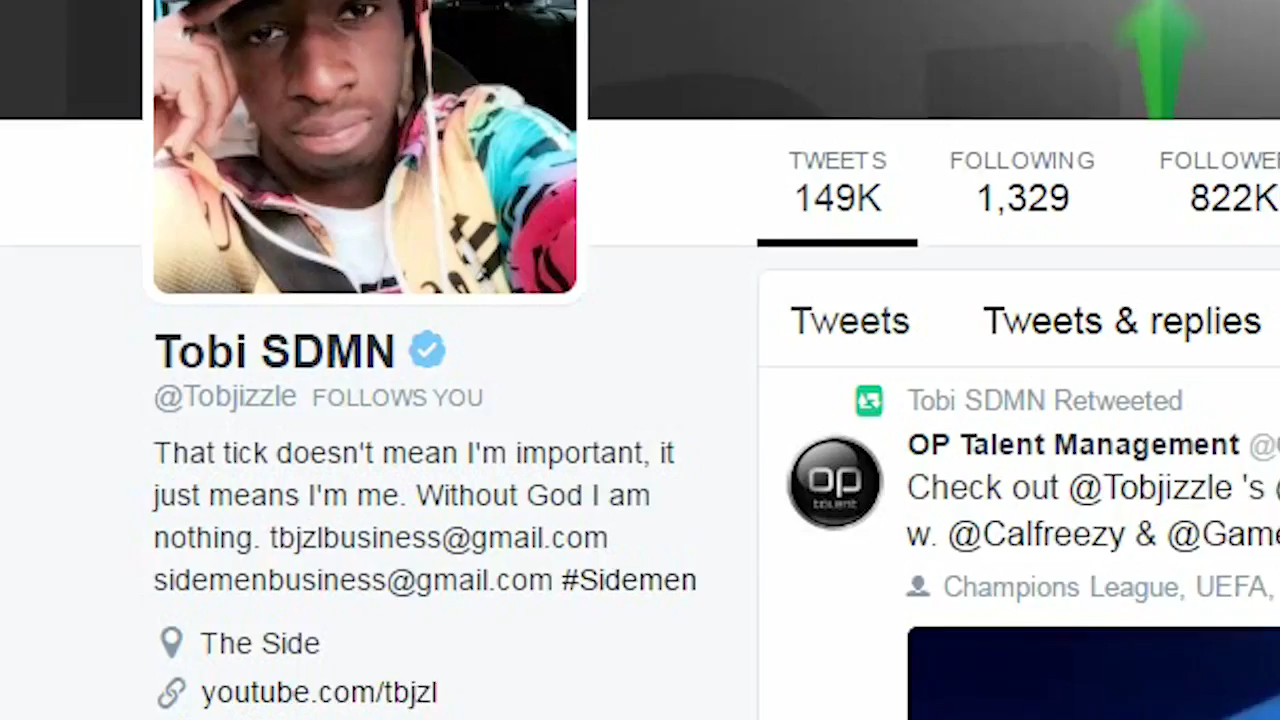 TWEETS FOLLOWING
149K 1,329 822K
Tweets Tweets & replies
Tobi SDMN
@Tobjizzle FOLLOWS YOU
That tick doesn't mean I'm important, it
just means I'm me. Without God I am
nothing. tbjzlbusiness@gmail.com
sidemenbusiness@gmail.com #Sidemen
The Side
youtube.com/tbjzl
Tobi SDMN Retweeted
OP Talent Management
op
talent
Check out @Tobjizzle 's
w. @Calfreezy &
Champions League, UEFA,